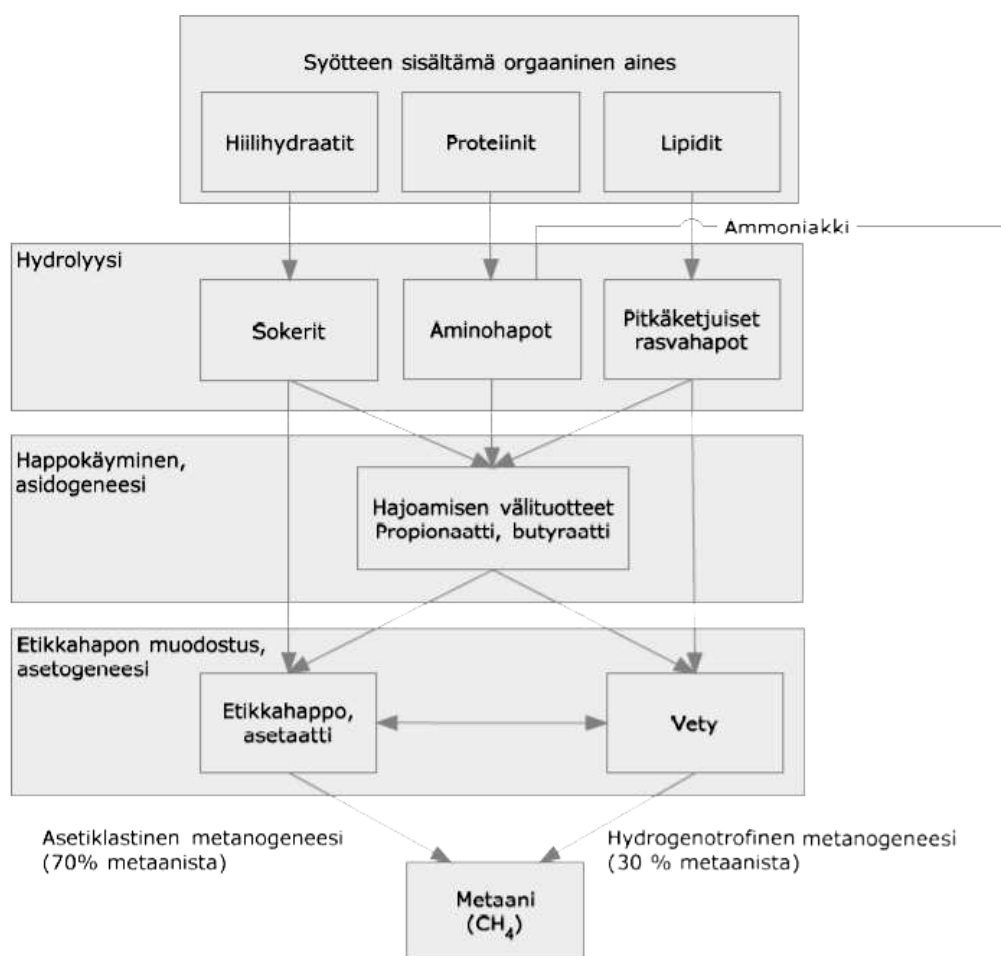 Syötteen sisältämä orgaaninen aines
Hiilihydraatit
Proteiinit
Lipidit
Ammoniakki
Hydrolyysi
Sokerit
Aminohapot
Pitkäketjuiset
rasvahapot
Happokäyminen,
asidogeneesi
Hajoamisen välituotteet
Propionaatti, butyraatti
Etikkahapon muodostus,
asetogeneesi
Etikkahappo,
asetaatti
Vety
Asetiklastinen metanogeneesi
(70% metaanista)
Hydrogenotrofinen metanogeneesi
(30 % metaanista)
Metaani
(CH₄)